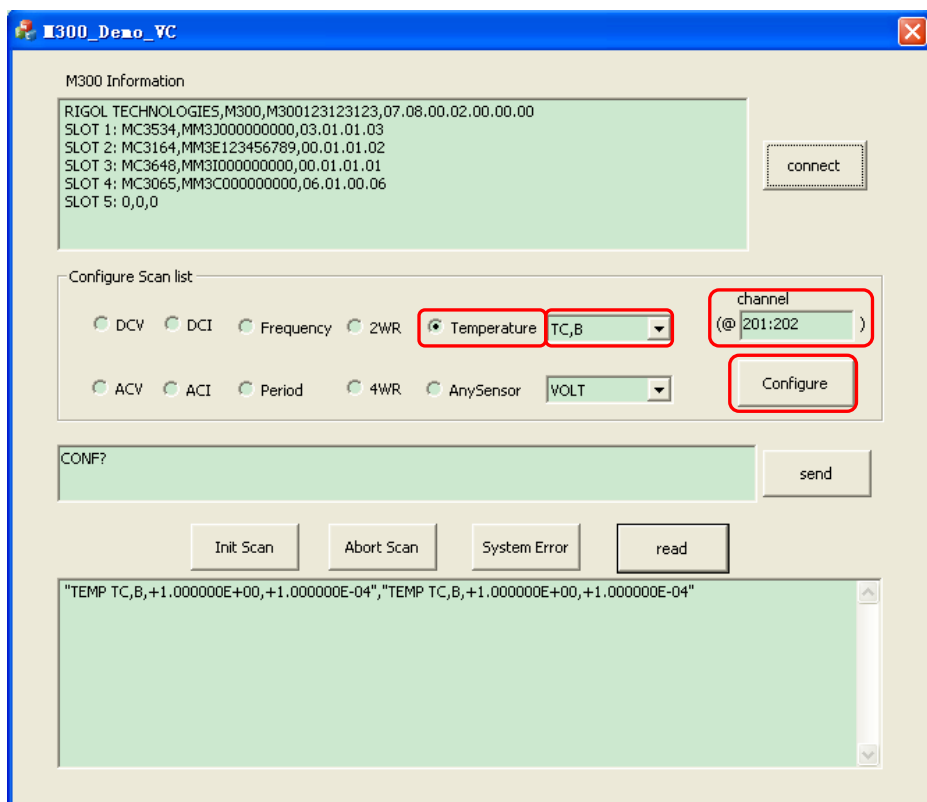 M300_Demo_VC
M300 Information
RIGOL TECHNOLOGIES,M300,M300123123123,07.08.00.02.00.00.00
SLOT 1: MC3534,MM3J000000000,03.01.01.03
SLOT 2: MC3164,MM3E123456789,00.01.01.02
SLOT 3: MC3648,MM3I000000000,00.01.01.01
SLOT 4: MC3065,MM3C000000000,06.01.00.06
SLOT 5: 0,0,0
connect
Configure Scan list
channel
DCV DCI Frequency 2WR Temperature TC,B (@ 201:202 )
ACV ACI Period 4WR AnySensor VOLT Configure
CONF?
send
Init Scan Abort Scan System Error read
"TEMP TC,B,+1.000000E+00,+1.000000E-04","TEMP TC,B,+1.000000E+00,+1.000000E-04"